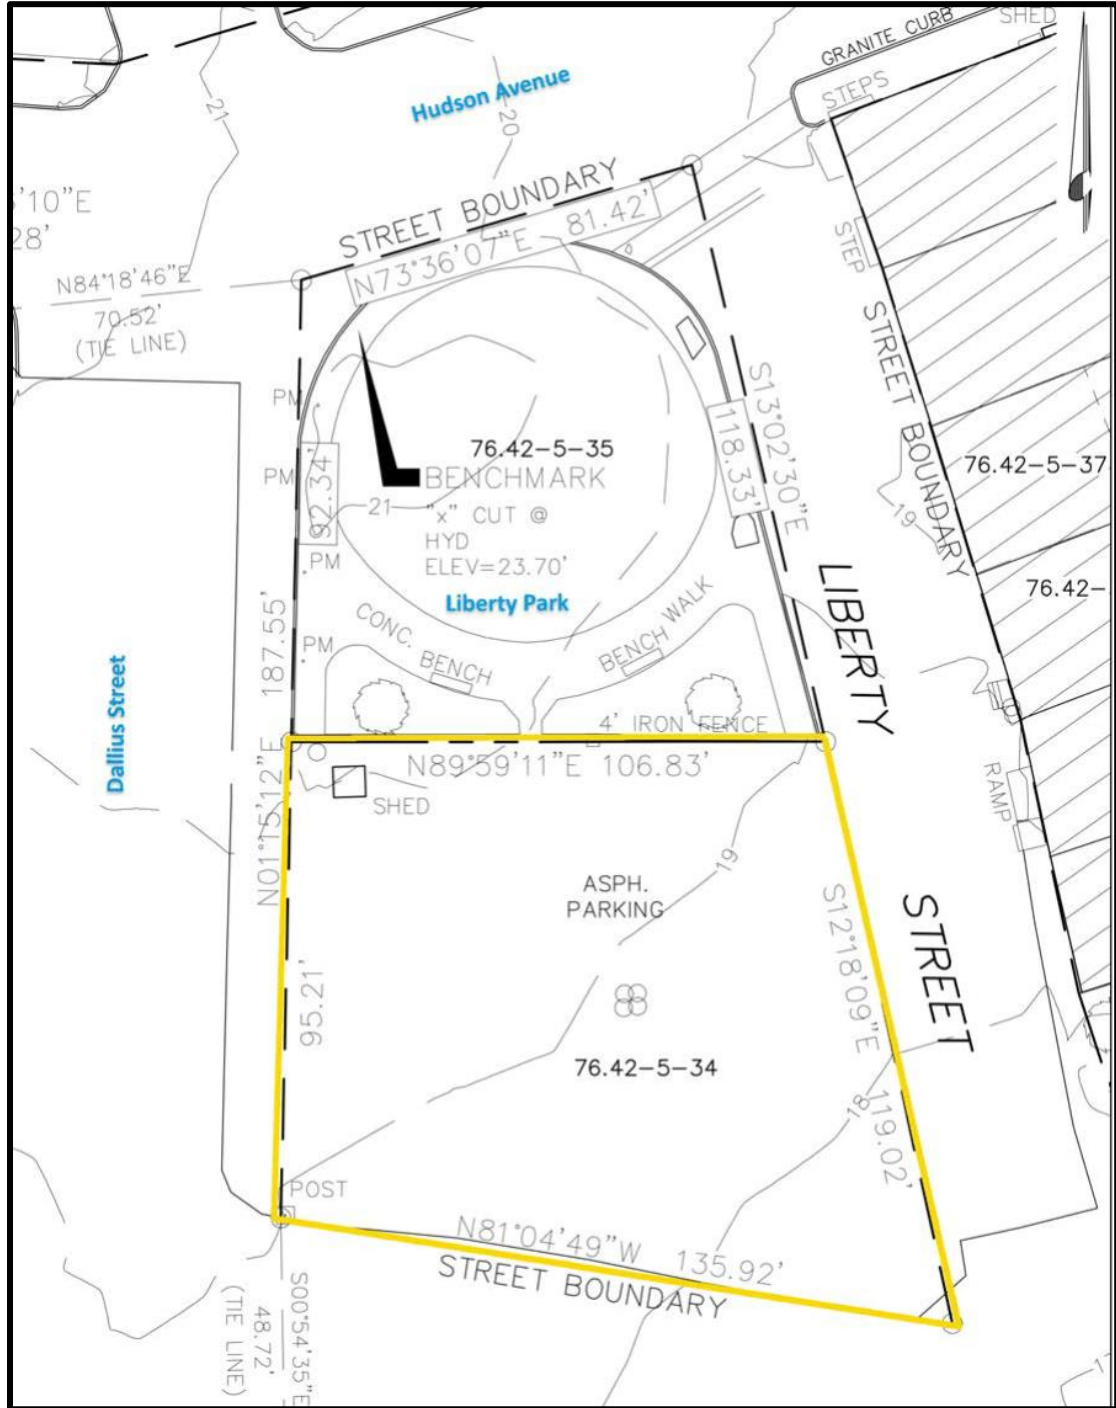 SHED
GRANITE CURB
STEPS
Hudson Avenue
21
20
'10"E
28'
STREET BOUNDARY
N73°36'07"E 81.42'
N84°18'46"E
70.52'
(TIE LINE)
STEP
STREET BOUNDARY
S13°02'30"E
118.33'
PM
PM
92.34'
76.42-5-35
BENCHMARK
"x" CUT @
HYD
ELEV=23.70'
21
Liberty Park
76.42-5-37
19
76.42-
PM
PM
187.55'
N01°15'12"E
CONC.
BENCH
BENCH
WALK
LIBERTY
STREET
Dallius Street
4' IRON FENCE
N89°59'11"E 106.83'
SHED
RAMP
19
ASPH.
PARKING
S12°18'09"E
119.02'
95.21'
76.42-5-34
18
POST
N81°04'49"W 135.92'
STREET BOUNDARY
S00°54'35"E
48.72'
(TIE LINE)
17